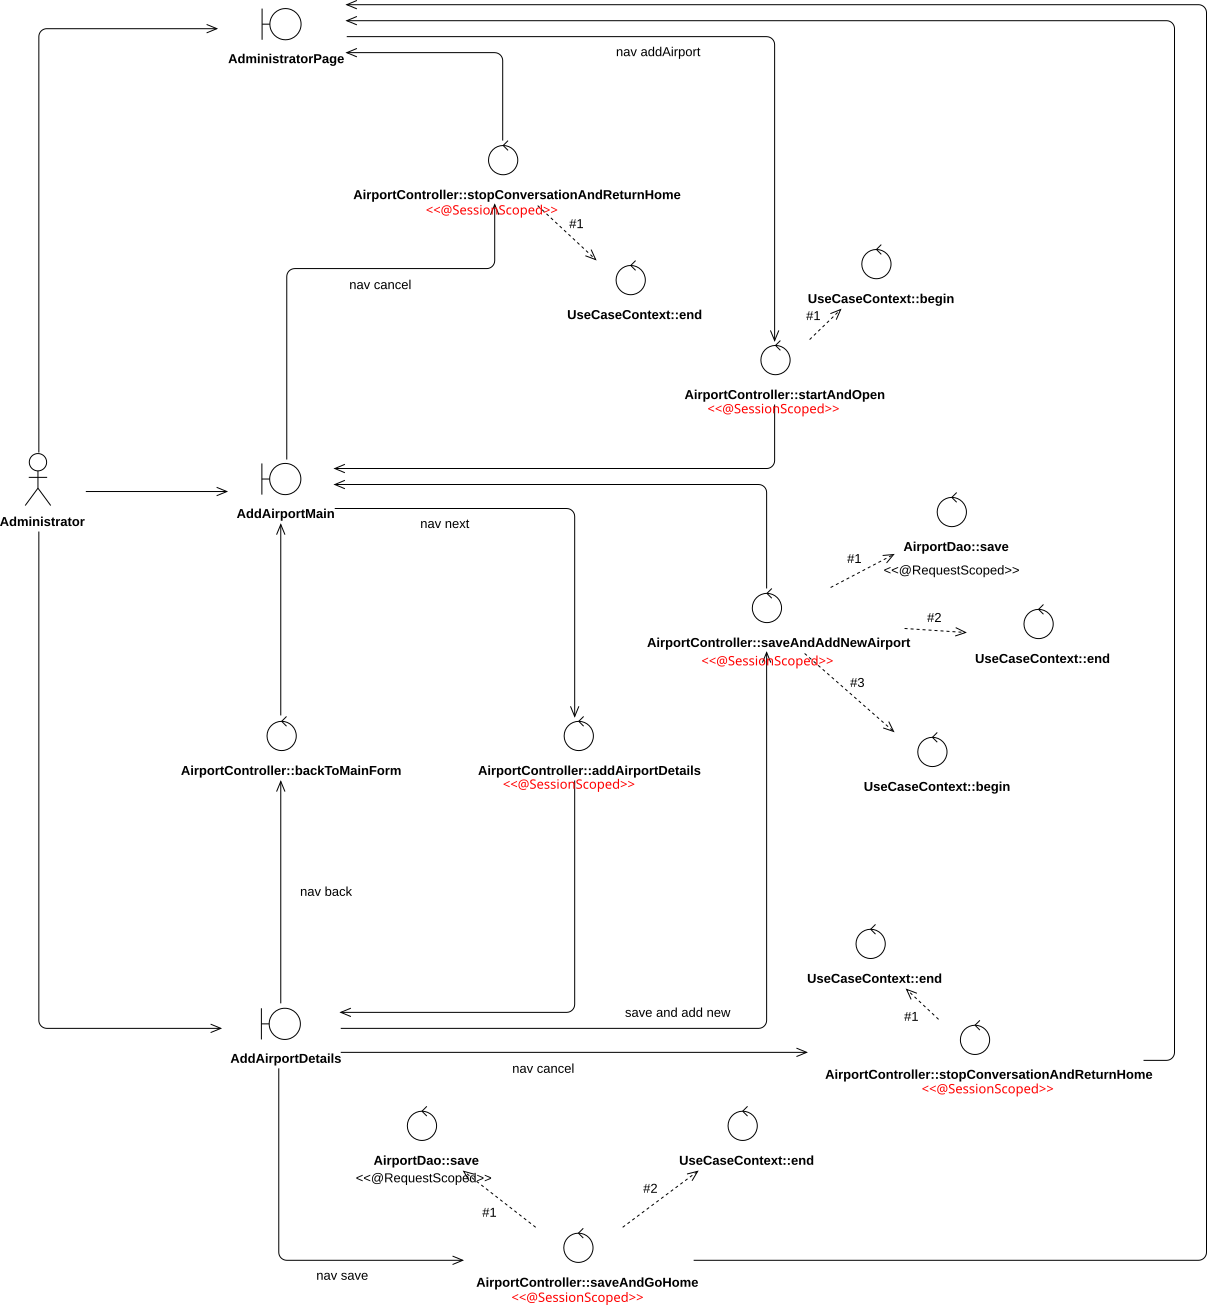 nav addAirport
AdministratorPage
AirportController::stopConversationAndReturnHome
<<@SessionScoped>>
#1
nav cancel
UseCaseContext::end
UseCaseContext::begin
#1
AirportController::startAndOpen
<<@SessionScoped>>
Administrator
AddAirportMain
nav next
AirportDao::save
#1
<<@RequestScoped>>
#2
AirportController::saveAndAddNewAirport
<<@SessionScoped>>
UseCaseContext::end
#3
AirportController::backToMainForm
AirportController::addAirportDetails
<<@SessionScoped>>
UseCaseContext::begin
nav back
UseCaseContext::end
save and add new
#1
AddAirportDetails
nav cancel
AirportController::stopConversationAndReturnHome
<<@SessionScoped>>
AirportDao::save
<<@RequestScoped>>
UseCaseContext::end
#2
#1
nav save
AirportController::saveAndGoHome
<<@SessionScoped>>